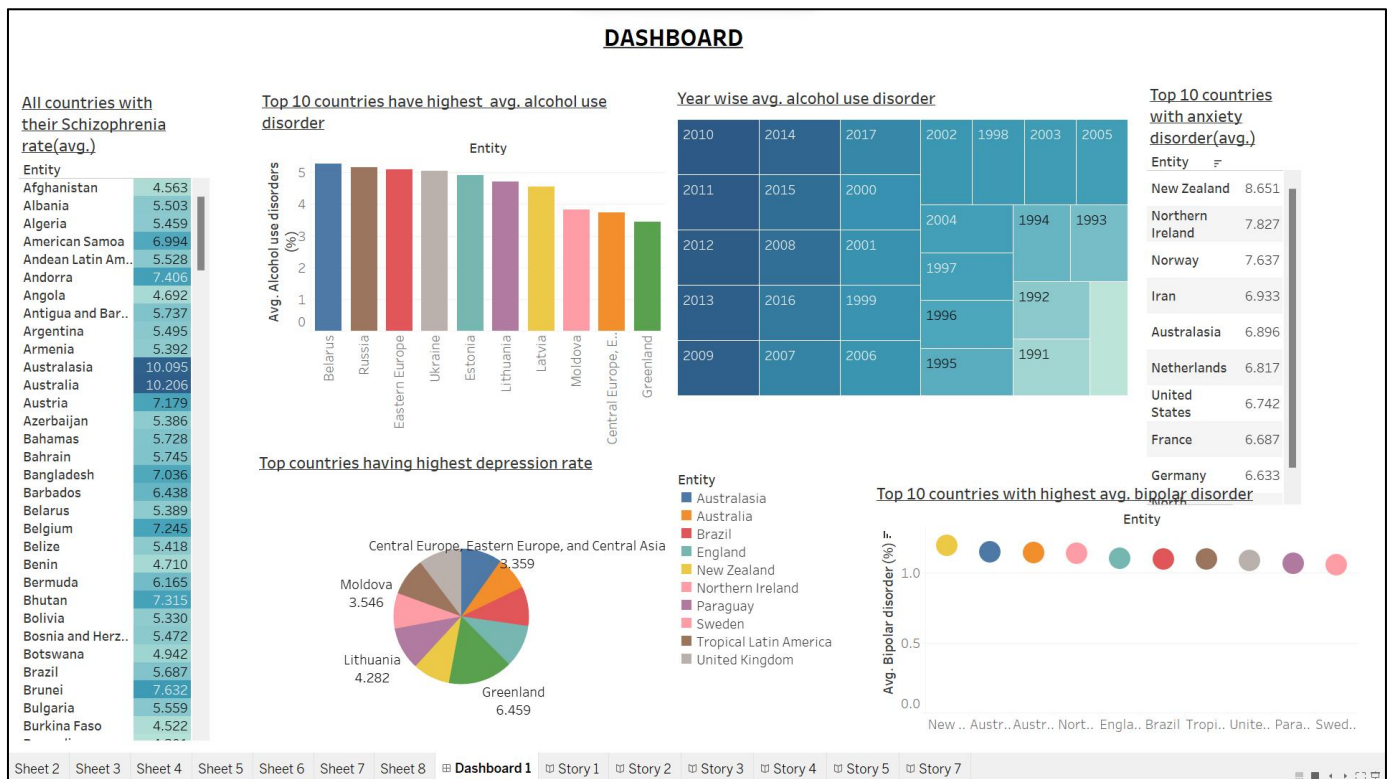 DASHBOARD
All countries with
their Schizophrenia
rate(avg.)
Entity
Afghanistan 4.563
Albania 5.503
Algeria 5.459
American Samoa 6.994
Andean Latin Am.. 5.528
Andorra 7.406
Angola 4.692
Antigua and Bar.. 5.737
Argentina 5.495
Armenia 5.392
Australasia 10.095
Australia 10.206
Austria 7.179
Azerbaijan 5.386
Bahamas 5.728
Bahrain 5.745
Bangladesh 7.036
Barbados 6.438
Belarus 5.389
Belgium 7.245
Belize 5.418
Benin 4.710
Bermuda 6.165
Bhutan 7.315
Bolivia 5.330
Bosnia and Herz.. 5.472
Botswana 4.942
Brazil 5.687
Brunei 7.632
Bulgaria 5.559
Burkina Faso 4.522
Top 10 countries have highest avg. alcohol use
disorder
Entity
Avg. Alcohol use disorders
(%)
5
4
3
2
1
0
Belarus
Russia
Eastern Europe
Ukraine
Estonia
Lithuania
Latvia
Moldova
Central Europe, E..
Greenland
Year wise avg. alcohol use disorder
2010 2014 2017 2002 1998 2003 2005
2011 2015 2000
2004 1994 1993
2012 2008 2001
1997
2013 2016 1999 1992
1996
2009 2007 2006 1991
1995
Top 10 countries
with anxiety
disorder(avg.)
Entity
New Zealand 8.651
Northern
Ireland 7.827
Norway 7.637
Iran 6.933
Australasia 6.896
Netherlands 6.817
United
States 6.742
France 6.687
Germany 6.633
North
Top countries having highest depression rate
Central Europe, Eastern Europe, and Central Asia
3.359
Moldova
3.546
Lithuania
4.282
Greenland
6.459
Entity
Australasia
Australia
Brazil
England
New Zealand
Northern Ireland
Paraguay
Sweden
Tropical Latin America
United Kingdom
Top 10 countries with highest avg. bipolar disorder
Entity
Avg. Bipolar disorder (%)
1.0
0.5
0.0
New .. Austr.. Austr.. Nort.. Engla.. Brazil Tropi.. Unite.. Para.. Swed..
Sheet 2 Sheet 3 Sheet 4 Sheet 5 Sheet 6 Sheet 7 Sheet 8 Dashboard 1 Story 1 Story 2 Story 3 Story 4 Story 5 Story 7